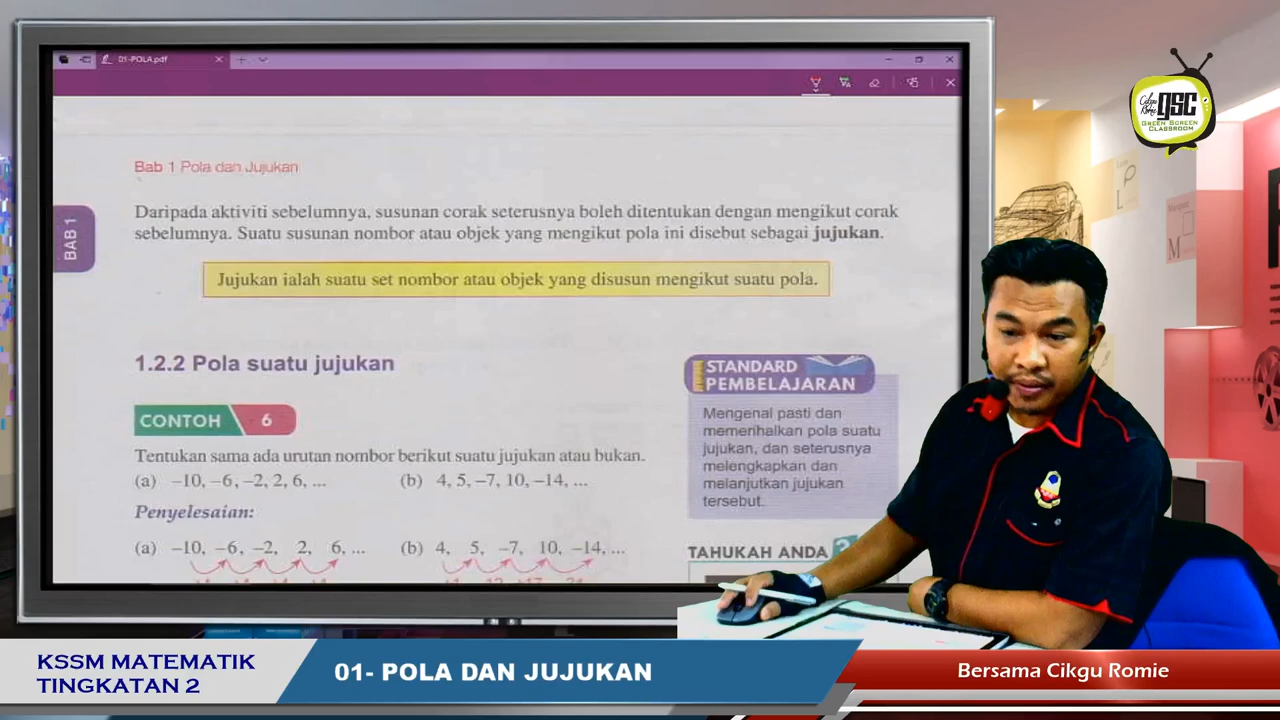 01-POLA.pdf
Cikgu Romie GSC
GREEN SCREEN
CLASSROOM
Bab 1 Pola dan Jujukan
BAB 1
Daripada aktiviti sebelumnya, susunan corak seterusnya boleh ditentukan dengan mengikut corak
sebelumnya. Suatu susunan nombor atau objek yang mengikut pola ini disebut sebagai jujukan.
Jujukan ialah suatu set nombor atau objek yang disusun mengikut suatu pola.
1.2.2 Pola suatu jujukan
CONTOH 6
Tentukan sama ada urutan nombor berikut suatu jujukan atau bukan.
(a) –10, –6, –2, 2, 6, ... (b) 4, 5, –7, 10, –14, ...
Penyelesaian:
(a) –10, –6, –2, 2, 6, ... (b) 4, 5, –7, 10, –14, ...
STANDARD
PEMBELAJARAN
Mengenal pasti dan
memerihalkan pola suatu
jujukan, dan seterusnya
melengkapkan dan
melanjutkan jujukan
tersebut.
TAHUKAH ANDA ?
L
M
KSSM MATEMATIK
TINGKATAN 2
01- POLA DAN JUJUKAN
Bersama Cikgu Romie